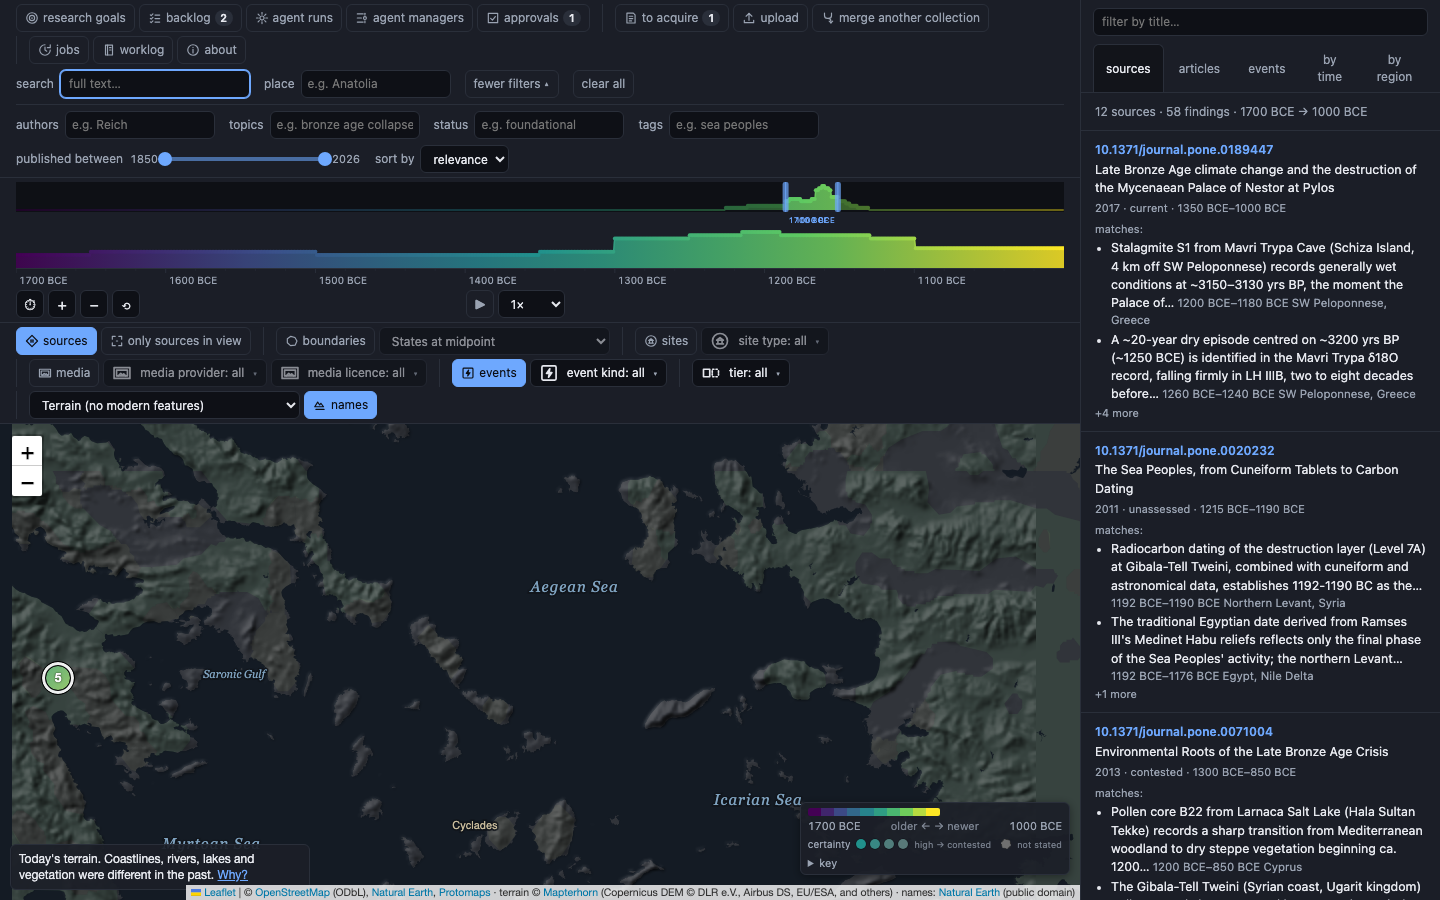 research goals
backlog 2
agent runs
agent managers
approvals 1
to acquire 1
upload
merge another collection
jobs
worklog
about
search full text...
place e.g. Anatolia
fewer filters
clear all
authors e.g. Reich
topics e.g. bronze age collapse
status e.g. foundational
tags e.g. sea peoples
published between 1850 2026
sort by relevance
1700 BCE 1600 BCE 1500 BCE 1400 BCE 1300 BCE 1200 BCE 1100 BCE
1×
sources
only sources in view
boundaries
States at midpoint
sites
site type: all
media
media provider: all
media licence: all
events
event kind: all
tier: all
Terrain (no modern features)
names
+
−
Aegean Sea
Saronic Gulf
5
Icarian Sea
Cyclades
Myrtoan Sea
Today's terrain. Coastlines, rivers, lakes and
vegetation were different in the past. Why?
1700 BCE older ← → newer 1000 BCE
certainty high → contested not stated
key
Leaflet | © OpenStreetMap (ODbL), Natural Earth, Protomaps · terrain © Mapterhorn (Copernicus DEM © DLR e.V., Airbus DS, EU/ESA, and others) · names: Natural Earth (public domain)
filter by title...
sources
articles
events
by
time
by
region
12 sources · 58 findings · 1700 BCE → 1000 BCE
10.1371/journal.pone.0189447
Late Bronze Age climate change and the destruction of
the Mycenaean Palace of Nestor at Pylos
2017 · current · 1350 BCE–1000 BCE
matches:
• Stalagmite S1 from Mavri Trypa Cave (Schiza Island,
4 km off SW Peloponnese) records generally wet
conditions at ~3150–3130 yrs BP, the moment the
Palace of... 1200 BCE–1180 BCE SW Peloponnese,
Greece
• A ~20-year dry episode centred on ~3200 yrs BP
(~1250 BCE) is identified in the Mavri Trypa δ18O
record, falling firmly in LH IIIB, two to eight decades
before... 1260 BCE–1240 BCE SW Peloponnese, Greece
+4 more
10.1371/journal.pone.0020232
The Sea Peoples, from Cuneiform Tablets to Carbon
Dating
2011 · unassessed · 1215 BCE–1190 BCE
matches:
• Radiocarbon dating of the destruction layer (Level 7A)
at Gibala-Tell Tweini, combined with cuneiform and
astronomical data, establishes 1192-1190 BC as the...
1192 BCE–1190 BCE Northern Levant, Syria
• The traditional Egyptian date derived from Ramses
III's Medinet Habu reliefs reflects only the final phase
of the Sea Peoples' activity; the northern Levant...
1192 BCE–1176 BCE Egypt, Nile Delta
+1 more
10.1371/journal.pone.0071004
Environmental Roots of the Late Bronze Age Crisis
2013 · contested · 1300 BCE–850 BCE
matches:
• Pollen core B22 from Larnaca Salt Lake (Hala Sultan
Tekke) records a sharp transition from Mediterranean
woodland to dry steppe vegetation beginning ca.
1200... 1200 BCE–850 BCE Cyprus
• The Gibala-Tell Tweini (Syrian coast, Ugarit kingdom)